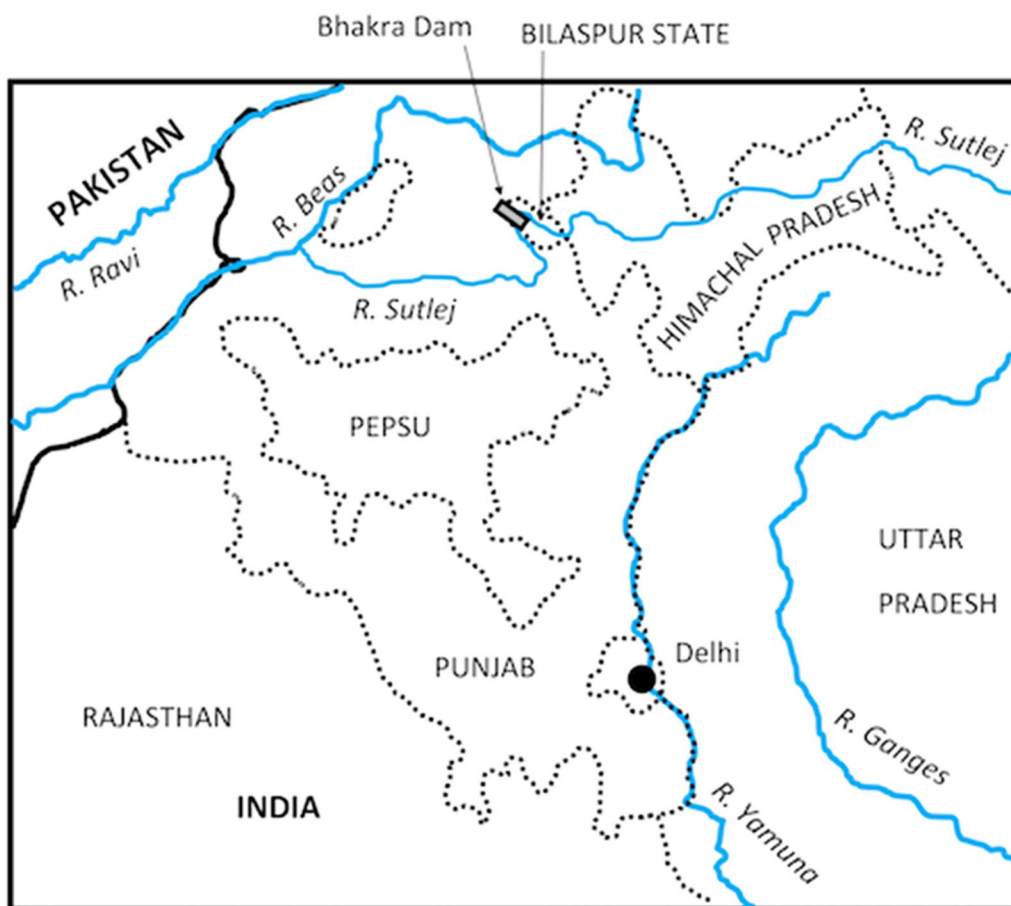 Bhakra Dam
BILASPUR STATE
PAKISTAN
R. Sutlej
R. Beas
R. Ravi
HIMACHAL PRADESH
R. Sutlej
PEPSU
UTTAR
PRADESH
Delhi
PUNJAB
RAJASTHAN
R. Ganges
INDIA
R. Yamuna